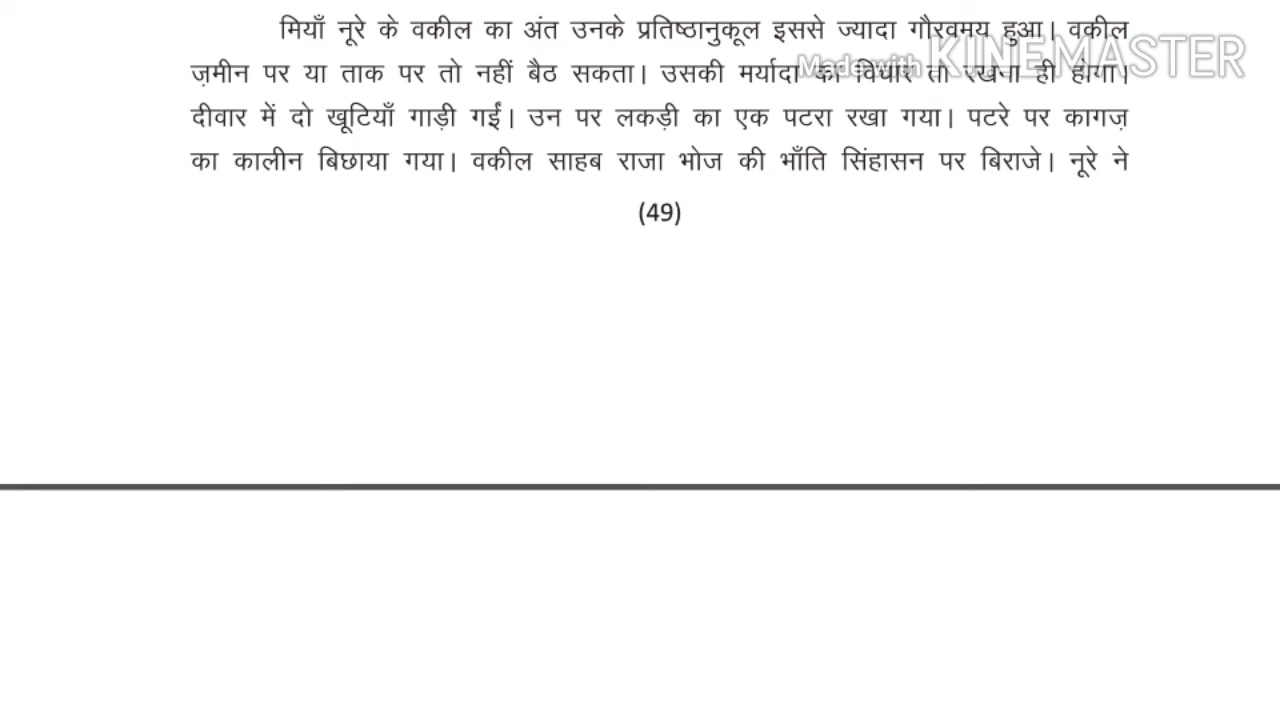 मियाँ नूरे के वकील का अंत उनके प्रतिष्ठानुकूल इससे ज्यादा गौरवमय हुआ। वकील
ज़मीन पर या ताक पर तो नहीं बैठ सकता। उसकी मर्यादा का विचार तो रखना ही होगा।
दीवार में दो खूटियाँ गाड़ी गईं। उन पर लकड़ी का एक पटरा रखा गया। पटरे पर कागज़
का कालीन बिछाया गया। वकील साहब राजा भोज की भाँति सिंहासन पर बिराजे। नूरे ने
(49)
Made with KINEMASTER